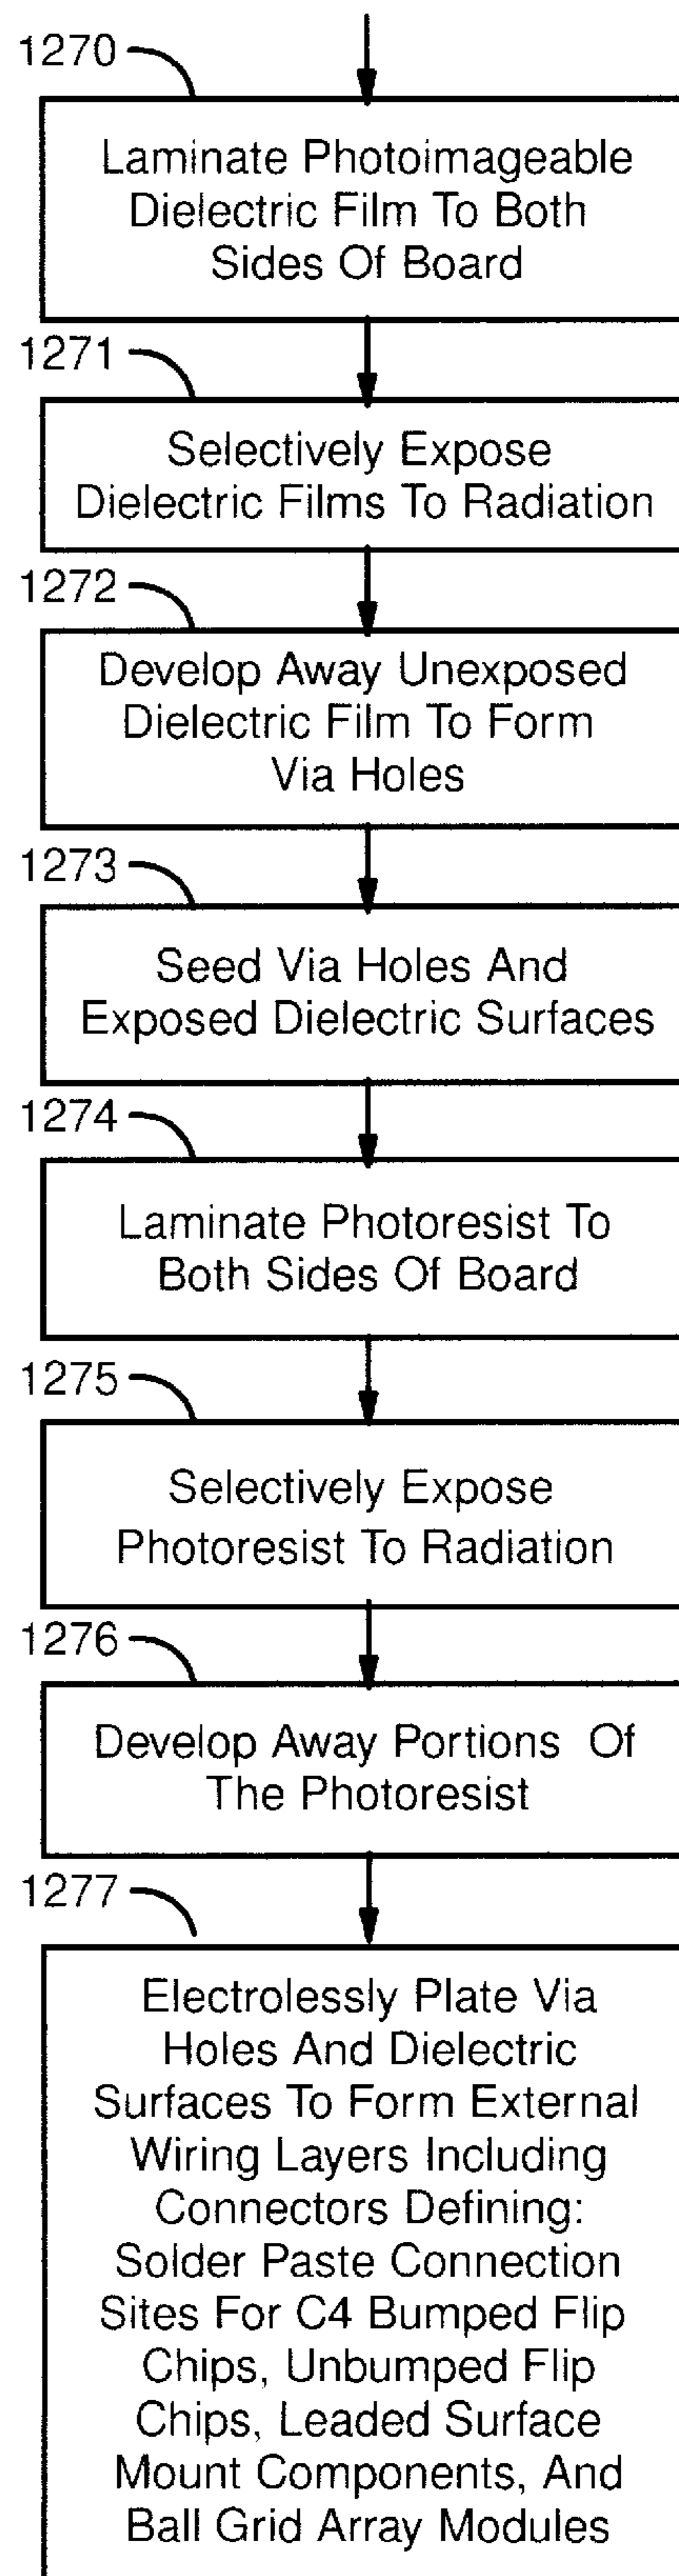 1270
Laminate Photoimageable
Dielectric Film To Both
Sides Of Board
1271
Selectively Expose
Dielectric Films To Radiation
1272
Develop Away Unexposed
Dielectric Film To Form
Via Holes
1273
Seed Via Holes And
Exposed Dielectric Surfaces
1274
Laminate Photoresist To
Both Sides Of Board
1275
Selectively Expose
Photoresist To Radiation
1276
Develop Away Portions Of
The Photoresist
1277
Electrolessly Plate Via
Holes And Dielectric
Surfaces To Form External
Wiring Layers Including
Connectors Defining:
Solder Paste Connection
Sites For C4 Bumped Flip
Chips, Unbumped Flip
Chips, Leaded Surface
Mount Components, And
Ball Grid Array Modules